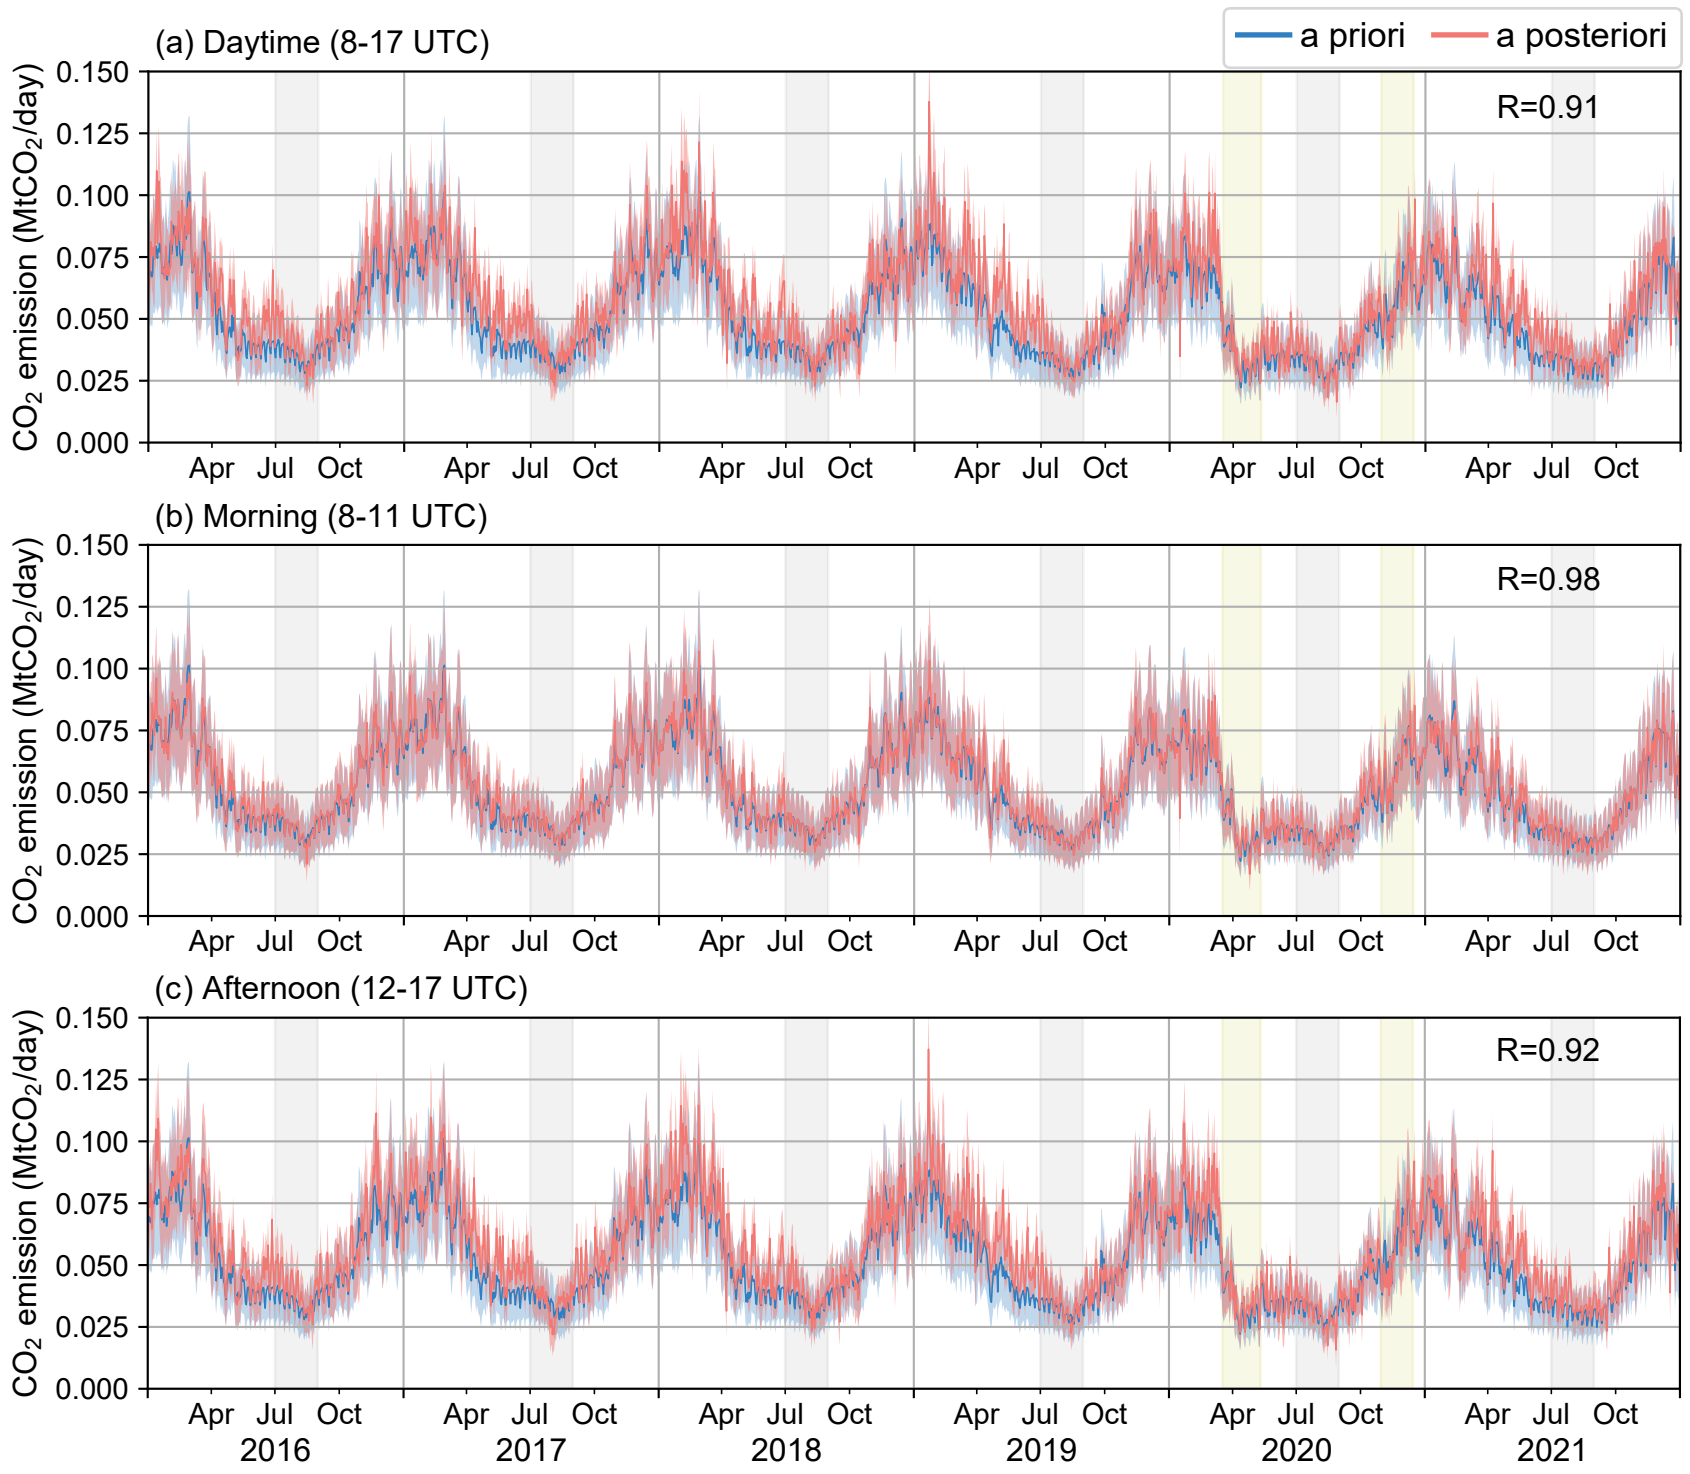 a priori a posteriori
(a) Daytime (8-17 UTC)
CO₂ emission (MtCO₂/day)
0.150
0.125
0.100
0.075
0.050
0.025
0.000
R=0.91
Apr Jul Oct Apr Jul Oct Apr Jul Oct Apr Jul Oct Apr Jul Oct Apr Jul Oct
(b) Morning (8-11 UTC)
CO₂ emission (MtCO₂/day)
0.150
0.125
0.100
0.075
0.050
0.025
0.000
R=0.98
Apr Jul Oct Apr Jul Oct Apr Jul Oct Apr Jul Oct Apr Jul Oct Apr Jul Oct
(c) Afternoon (12-17 UTC)
CO₂ emission (MtCO₂/day)
0.150
0.125
0.100
0.075
0.050
0.025
0.000
R=0.92
Apr Jul Oct Apr Jul Oct Apr Jul Oct Apr Jul Oct Apr Jul Oct Apr Jul Oct
2016 2017 2018 2019 2020 2021